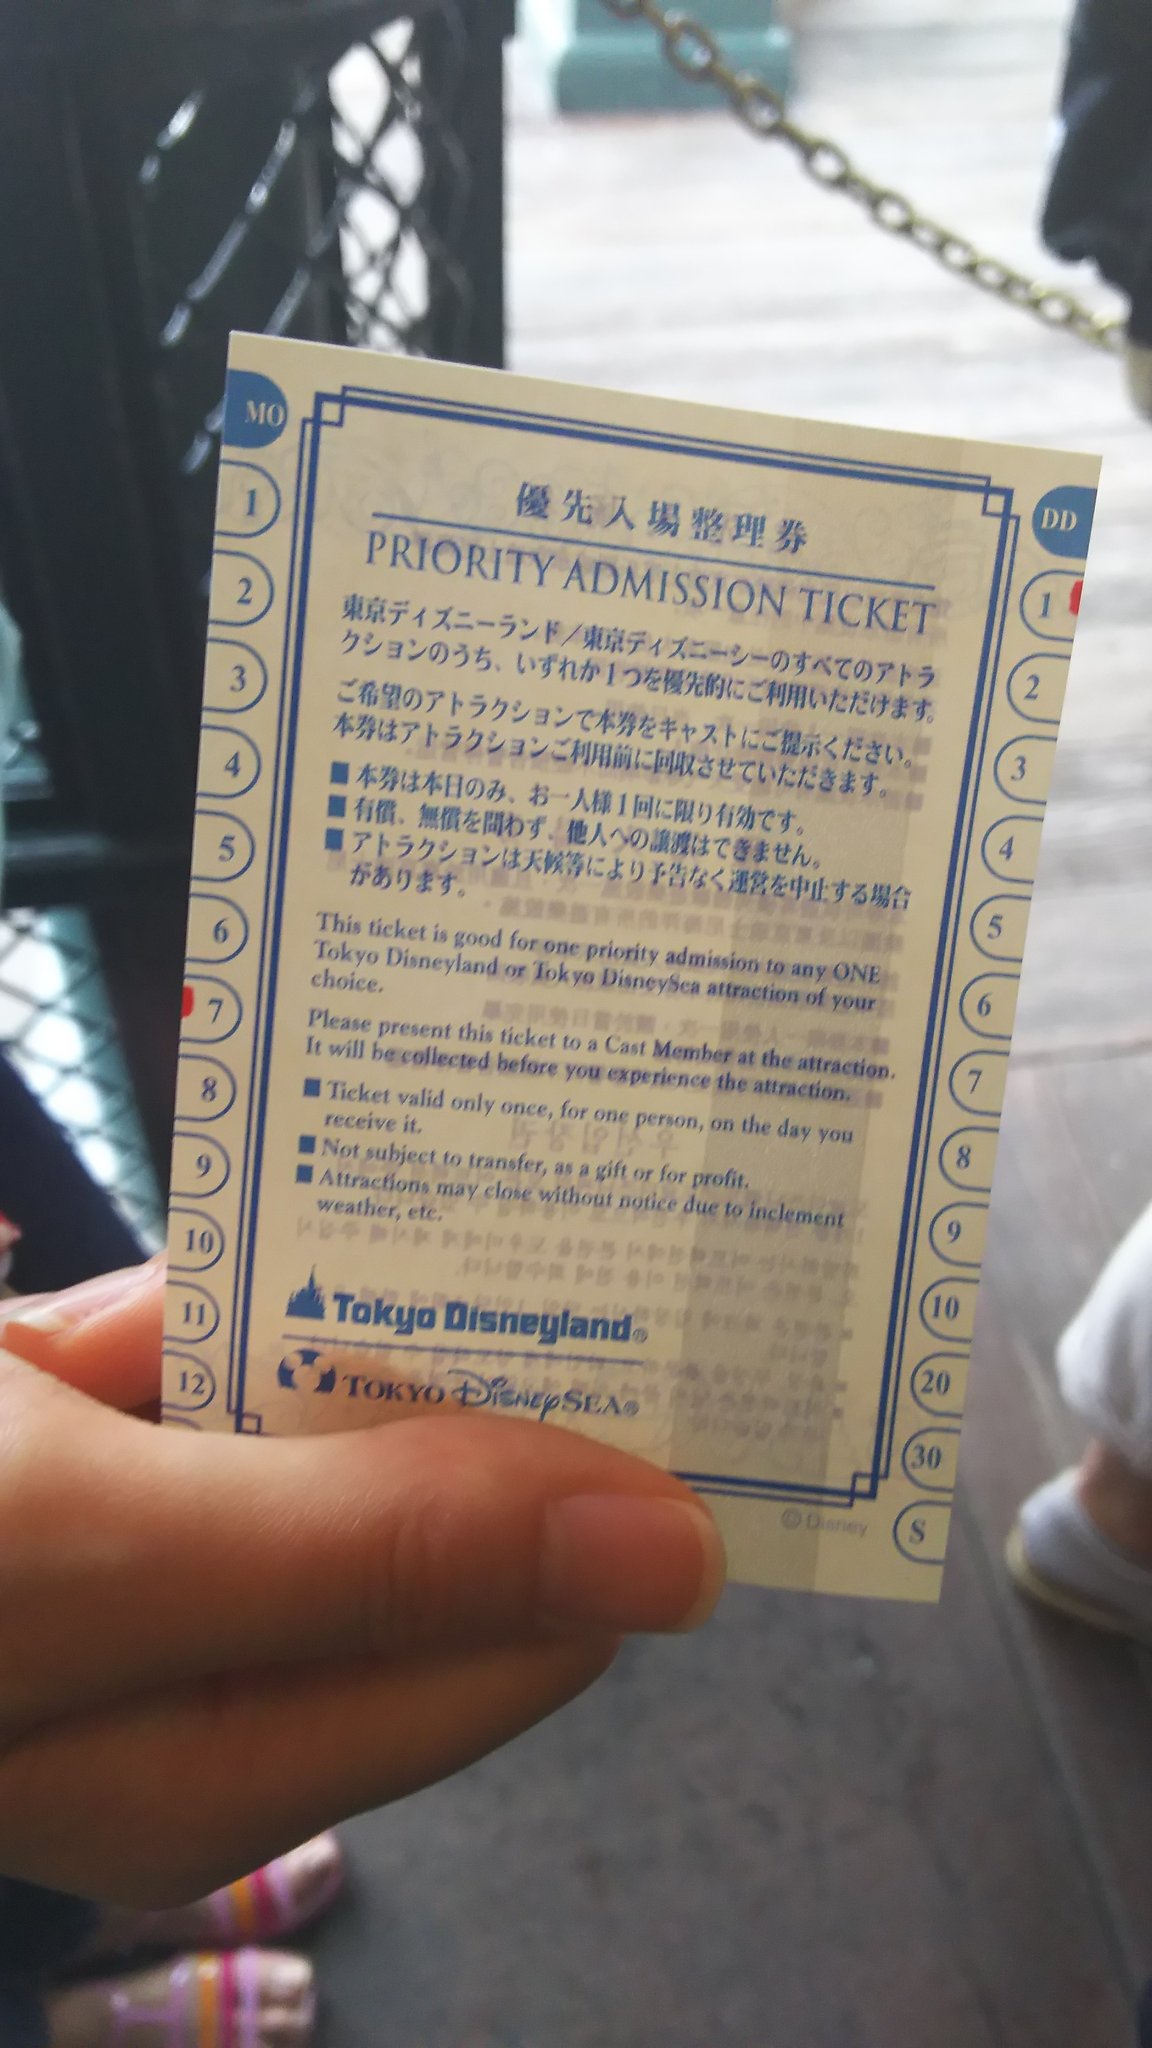 MO
1
2
3
4
5
6
7
8
9
10
11
12
優先入場整理券
PRIORITY ADMISSION TICKET
東京ディズニーランド／東京ディズニーシーのすべてのアトラ
クションのうち、いずれか1つを優先的にご利用いただけます。
ご希望のアトラクションで本券をキャストにご提示ください。
本券はアトラクションご利用前に回収させていただきます。
■ 本券は本日のみ、お一人様1回に限り有効です。
■ 有償、無償を問わず、他人への譲渡はできません。
■ アトラクションは天候等により予告なく運営を中止する場合
があります。
This ticket is good for one priority admission to any ONE
Tokyo Disneyland or Tokyo DisneySea attraction of your
choice.
Please present this ticket to a Cast Member at the attraction.
It will be collected before you experience the attraction.
■ Ticket valid only once, for one person, on the day you
receive it.
■ Not subject to transfer, as a gift or for profit.
■ Attractions may close without notice due to inclement
weather, etc.
Tokyo Disneyland®
TOKYO DISNEYSEA®
© Disney
DD
1
2
3
4
5
6
7
8
9
10
20
30
S